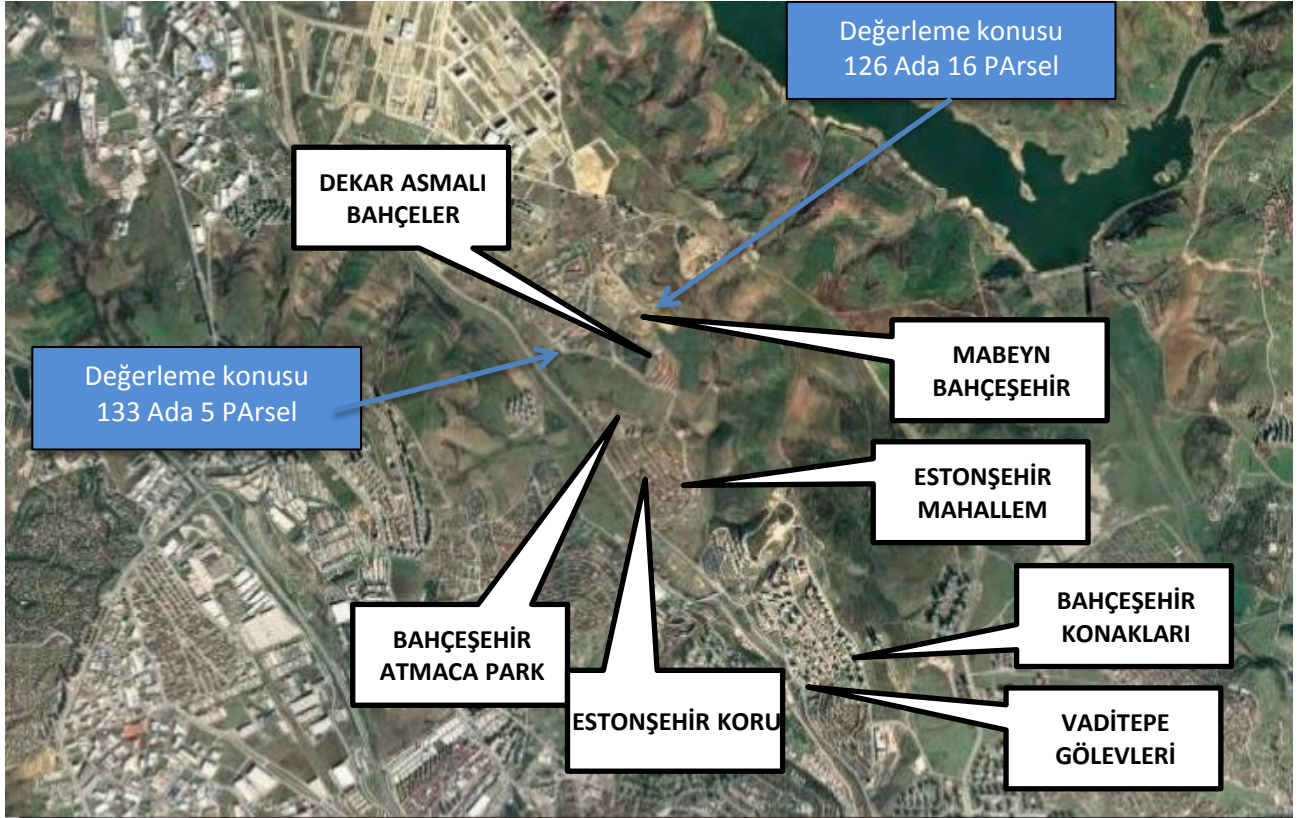 Değerleme konusu
126 Ada 16 PArsel
DEKAR ASMALI
BAHÇELER
MABEYN
BAHÇEŞEHİR
Değerleme konusu
133 Ada 5 PArsel
ESTONŞEHİR
MAHALLEM
BAHÇEŞEHİR
KONAKLARI
BAHÇEŞEHİR
ATMACA PARK
ESTONŞEHİR KORU
VADİTEPE
GÖLEVLERİ